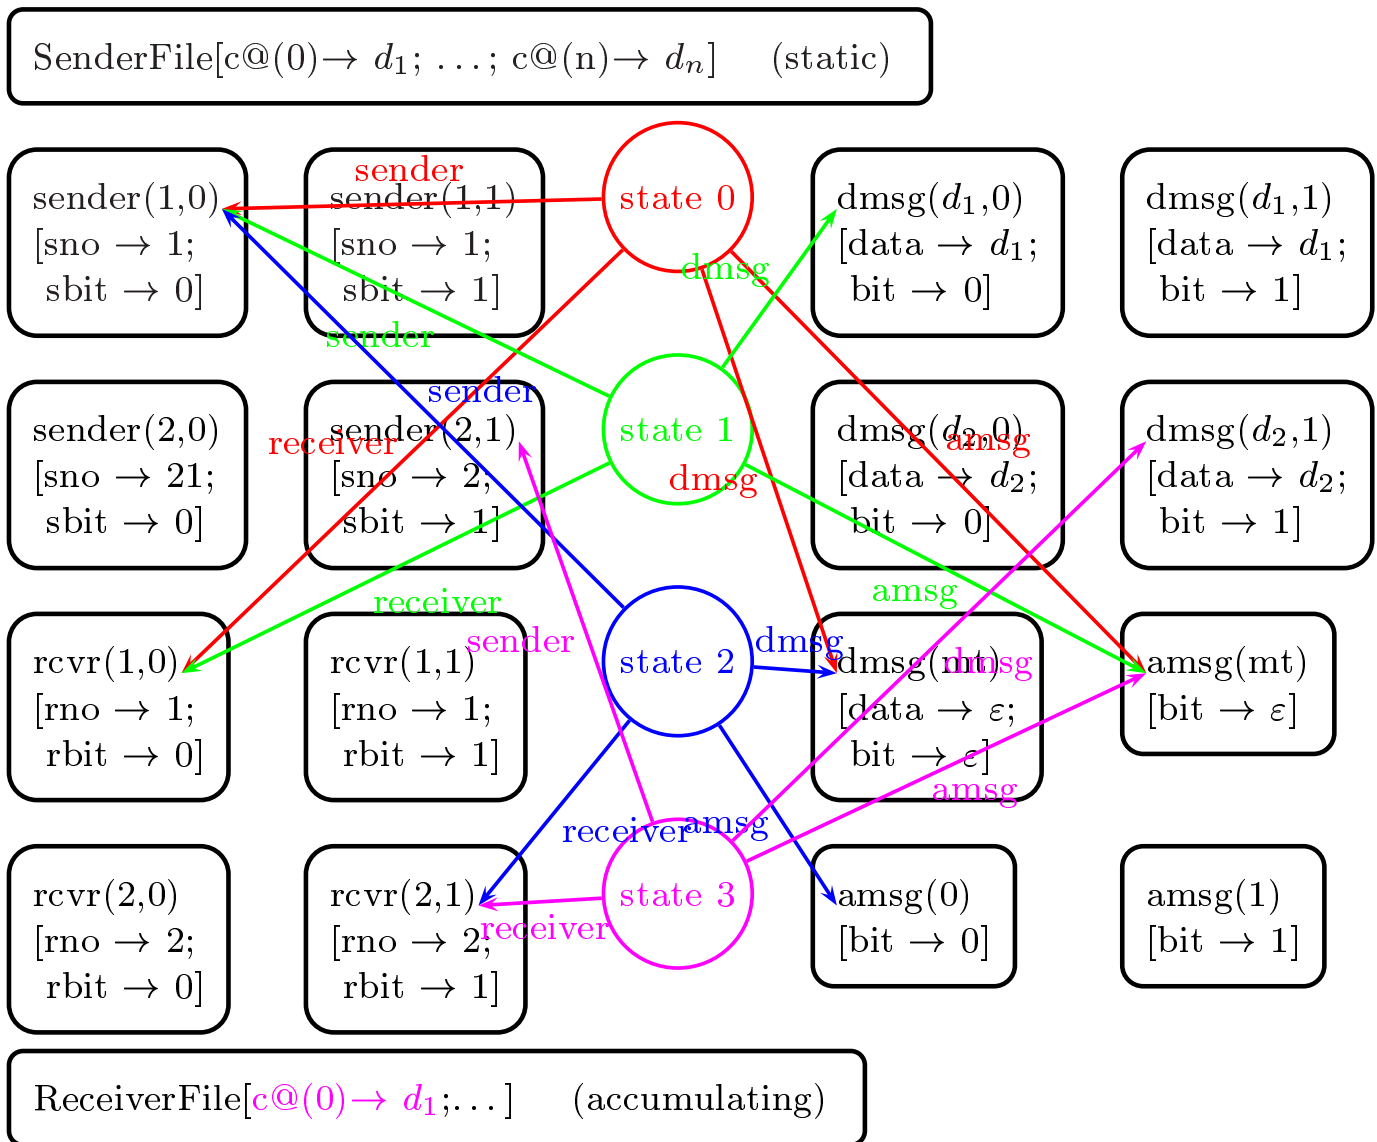 SenderFile[c@(0)→ d₁; ...; c@(n)→ dₙ] (static)
sender(1,0)
[sno → 1;
sbit → 0]
sender(1,1)
[sno → 1;
sbit → 1]
sender
state 0
dmsg(d₁,0)
[data → d₁;
bit → 0]
dmsg(d₁,1)
[data → d₁;
bit → 1]
dmsg
sender
sender
sender(2,0)
[sno → 21;
sbit → 0]
receiver
sender(2,1)
[sno → 2;
sbit → 1]
state 1
dmsg
dmsg(d₂,0)
[data → d₂;
bit → 0]
amsg
dmsg(d₂,1)
[data → d₂;
bit → 1]
receiver
amsg
rcvr(1,0)
[rno → 1;
rbit → 0]
rcvr(1,1)
[rno → 1;
rbit → 1]
sender
state 2
dmsg
dmsg(mt)
[data → ε;
bit → ε]
dmsg
amsg(mt)
[bit → ε]
amsg
receiver
amsg
rcvr(2,0)
[rno → 2;
rbit → 0]
rcvr(2,1)
[rno → 2;
rbit → 1]
receiver
state 3
amsg(0)
[bit → 0]
amsg(1)
[bit → 1]
ReceiverFile[c@(0)→ d₁;...] (accumulating)